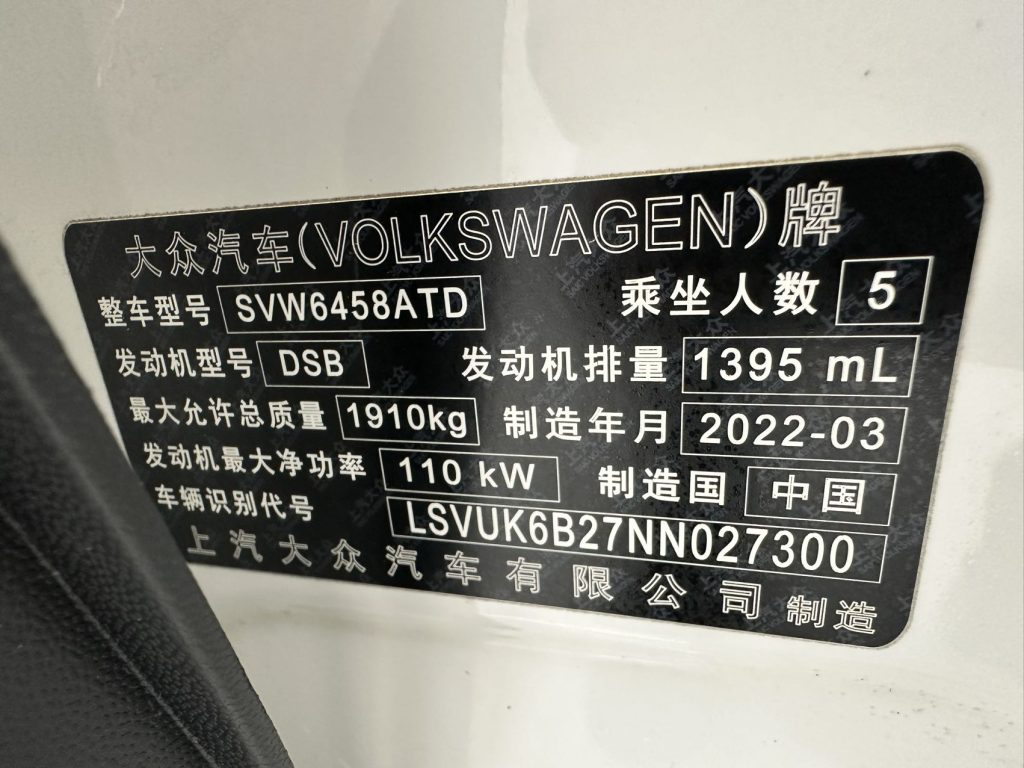 大众汽车(VOLKSWAGEN)牌
整车型号 SVW6458ATD 乘坐人数 5
发动机型号 DSB 发动机排量 1395 mL
最大允许总质量 1910kg 制造年月 2022-03
发动机最大净功率 110 kW 制造国 中国
车辆识别代号 LSVUK6B27NN027300
上汽大众汽车有限公司 制造